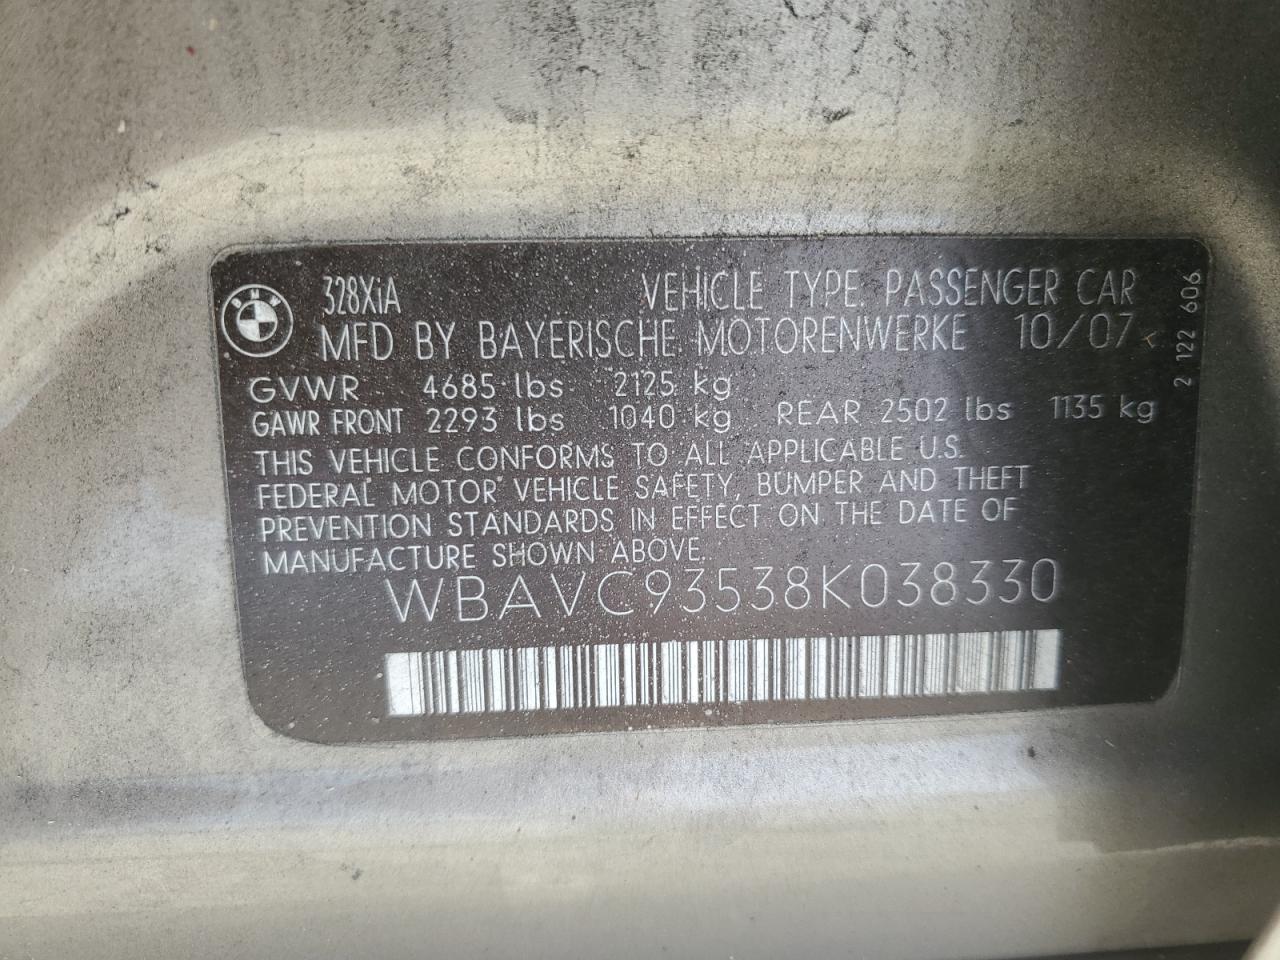 BMW
328XiA VEHICLE TYPE. PASSENGER CAR
MFD BY BAYERISCHE MOTORENWERKE 10/07
GVWR 4685 lbs 2125 kg
GAWR FRONT 2293 lbs 1040 kg REAR 2502 lbs 1135 kg
THIS VEHICLE CONFORMS TO ALL APPLICABLE U.S.
FEDERAL MOTOR VEHICLE SAFETY, BUMPER AND THEFT
PREVENTION STANDARDS IN EFFECT ON THE DATE OF
MANUFACTURE SHOWN ABOVE.
WBAVC93538K038330
2 122 606